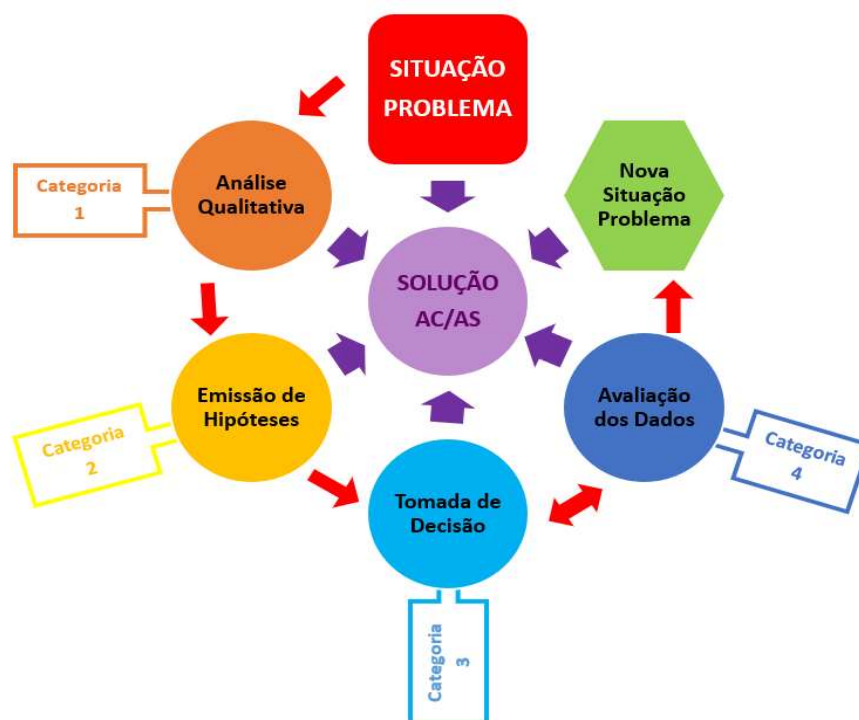 SITUAÇÃO
PROBLEMA
Categoria
1
Análise
Qualitativa
Nova
Situação
Problema
SOLUÇÃO
AC/AS
Categoria
2
Emissão de
Hipóteses
Avaliação
dos Dados
Categoria
4
Tomada de
Decisão
Categoria
3